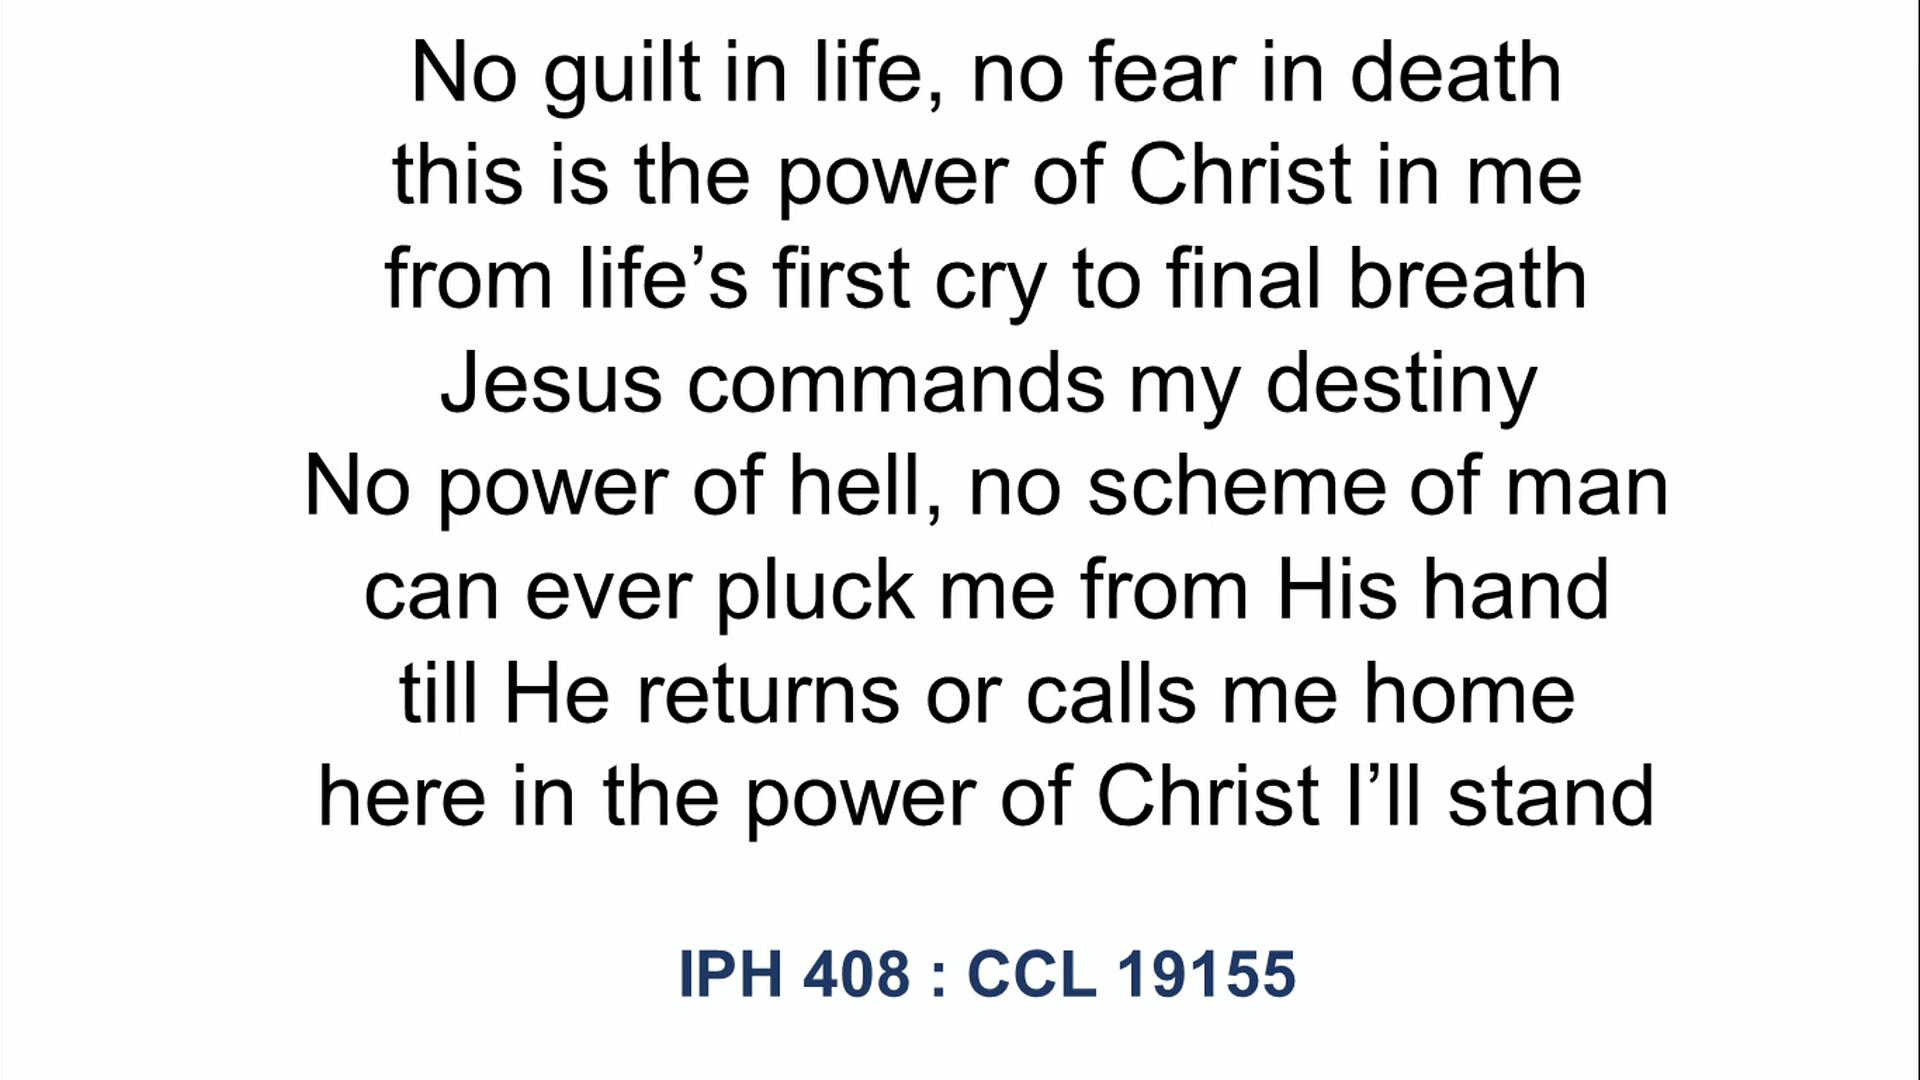 No guilt in life, no fear in death
this is the power of Christ in me
from life’s first cry to final breath
Jesus commands my destiny
No power of hell, no scheme of man
can ever pluck me from His hand
till He returns or calls me home
here in the power of Christ I’ll stand
IPH 408 : CCL 19155